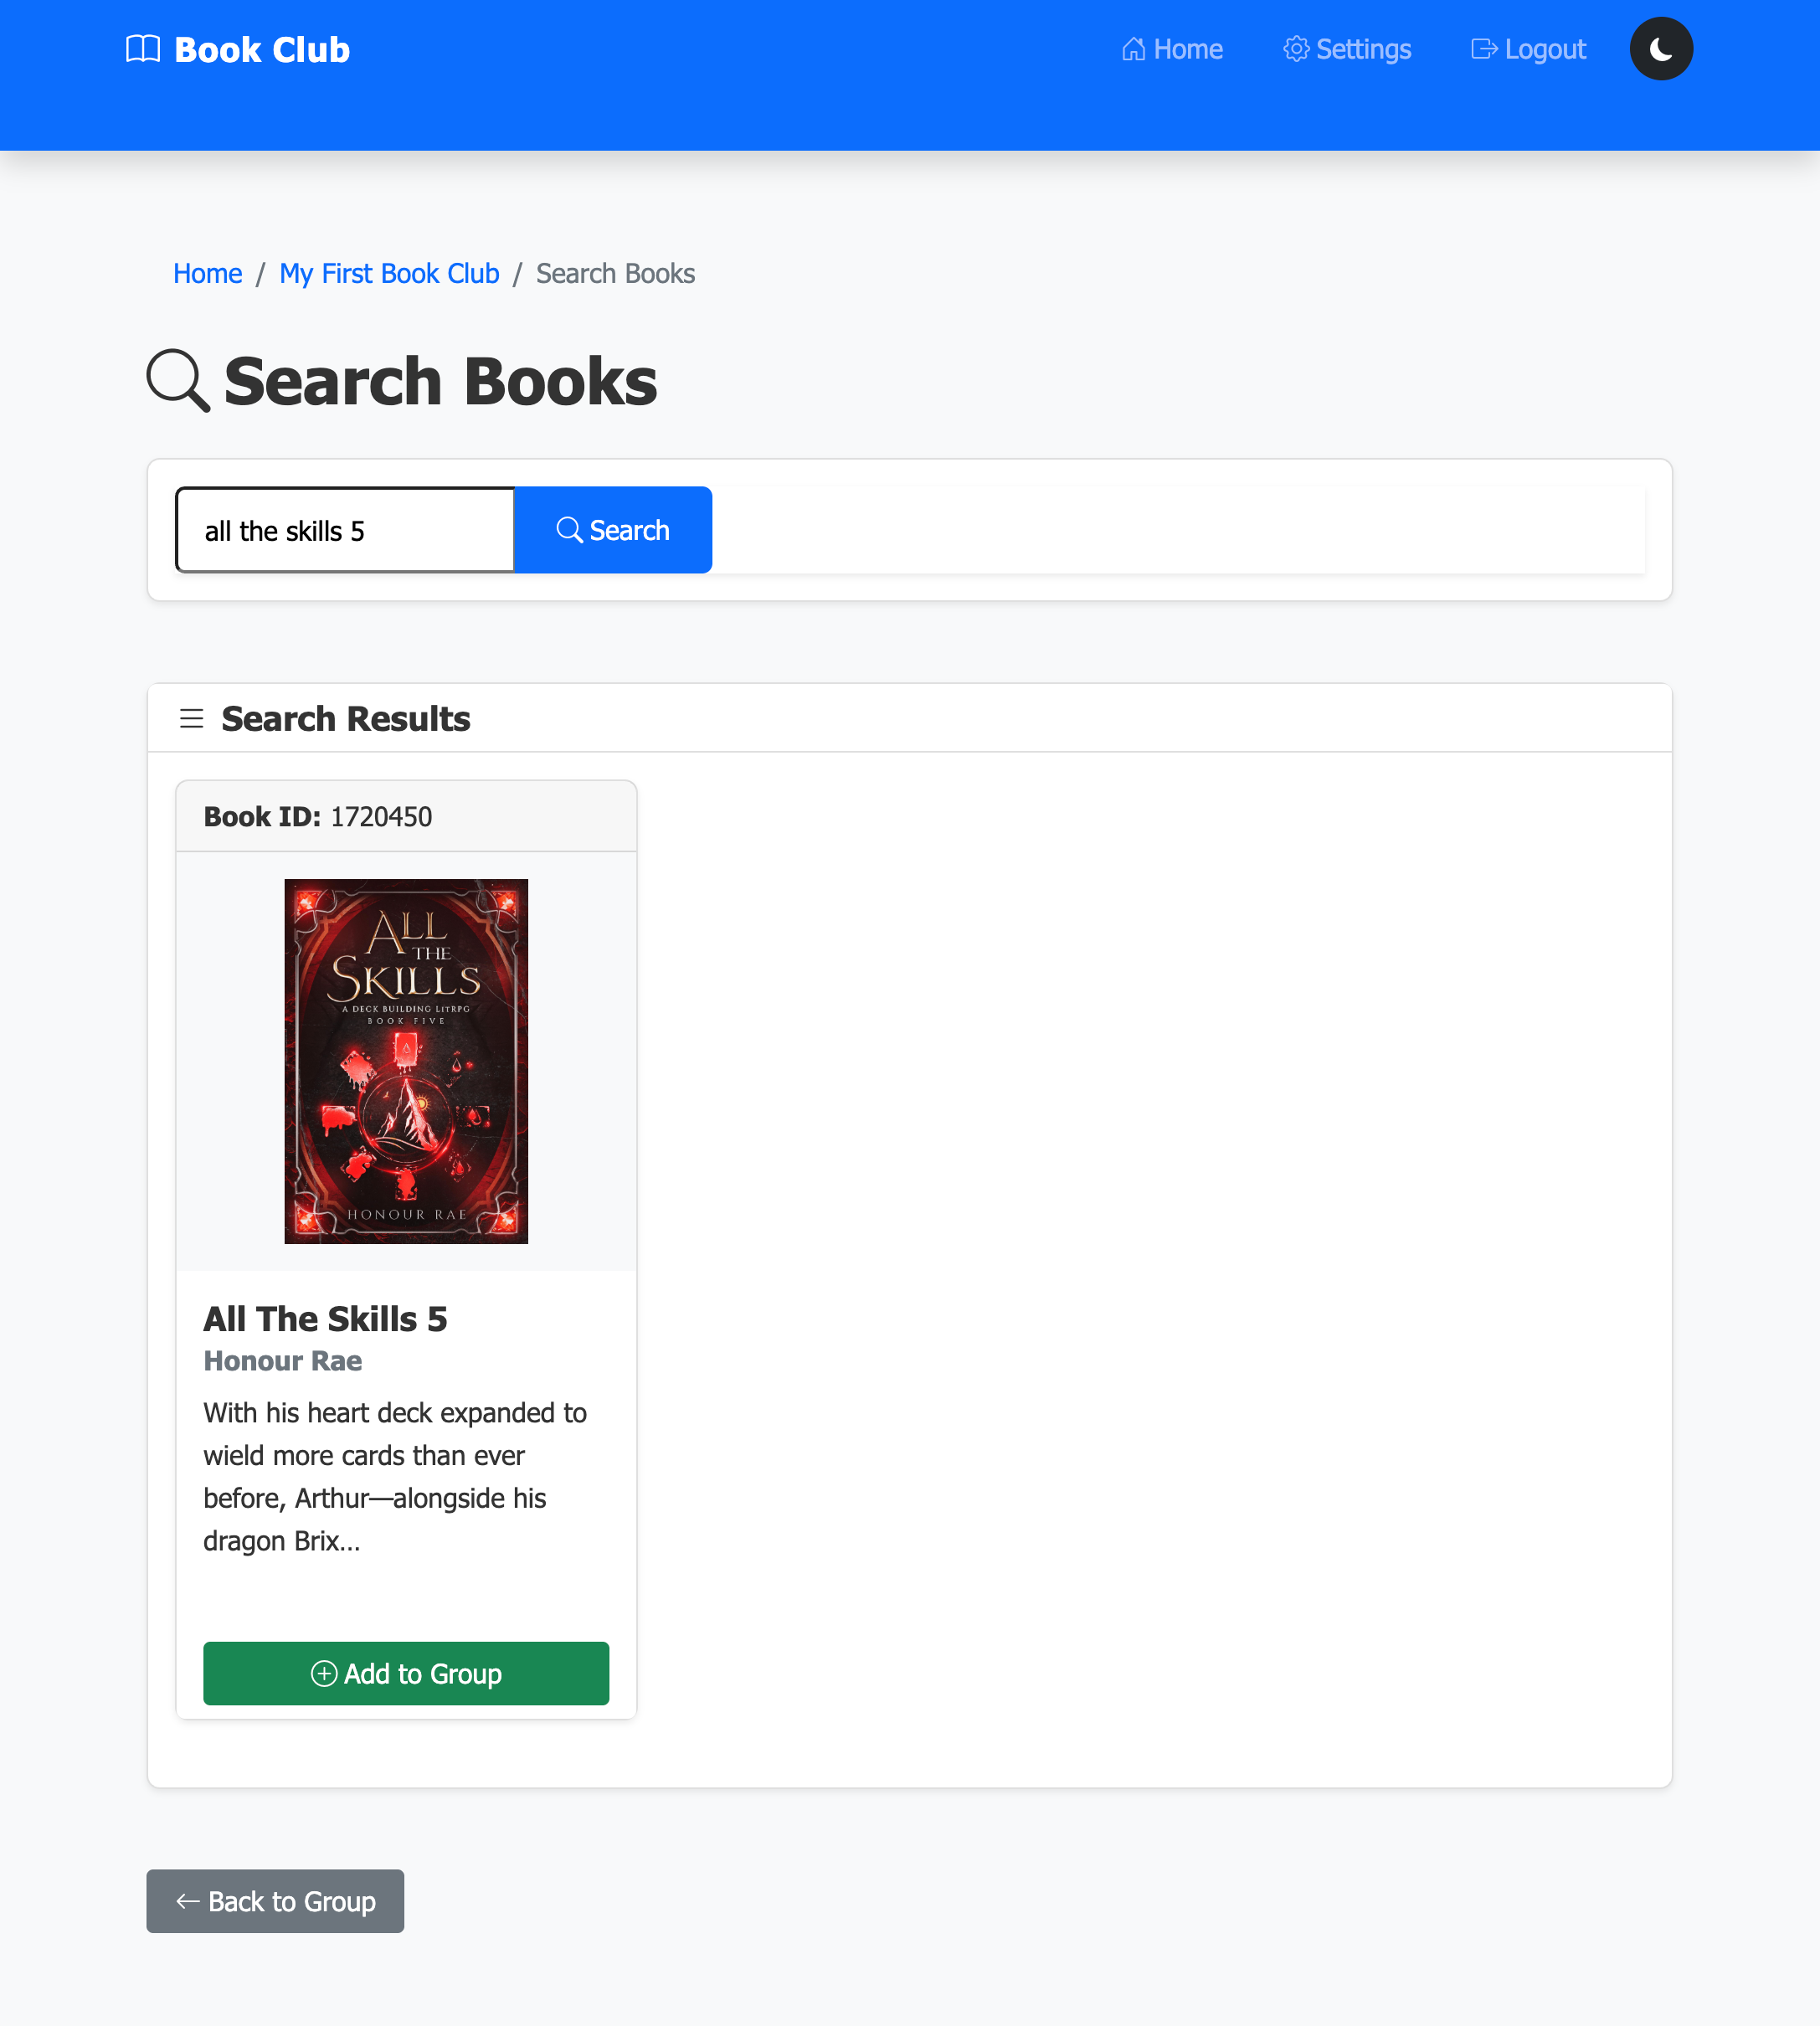 Book Club
Home
Settings
Logout
Home / My First Book Club / Search Books
Search Books
all the skills 5
Search
Search Results
Book ID: 1720450
ALL
THE
SKILLS
A DECK BUILDING LITRPG
BOOK FIVE
HONOUR RAE
All The Skills 5
Honour Rae
With his heart deck expanded to
wield more cards than ever
before, Arthur—alongside his
dragon Brix...
Add to Group
Back to Group